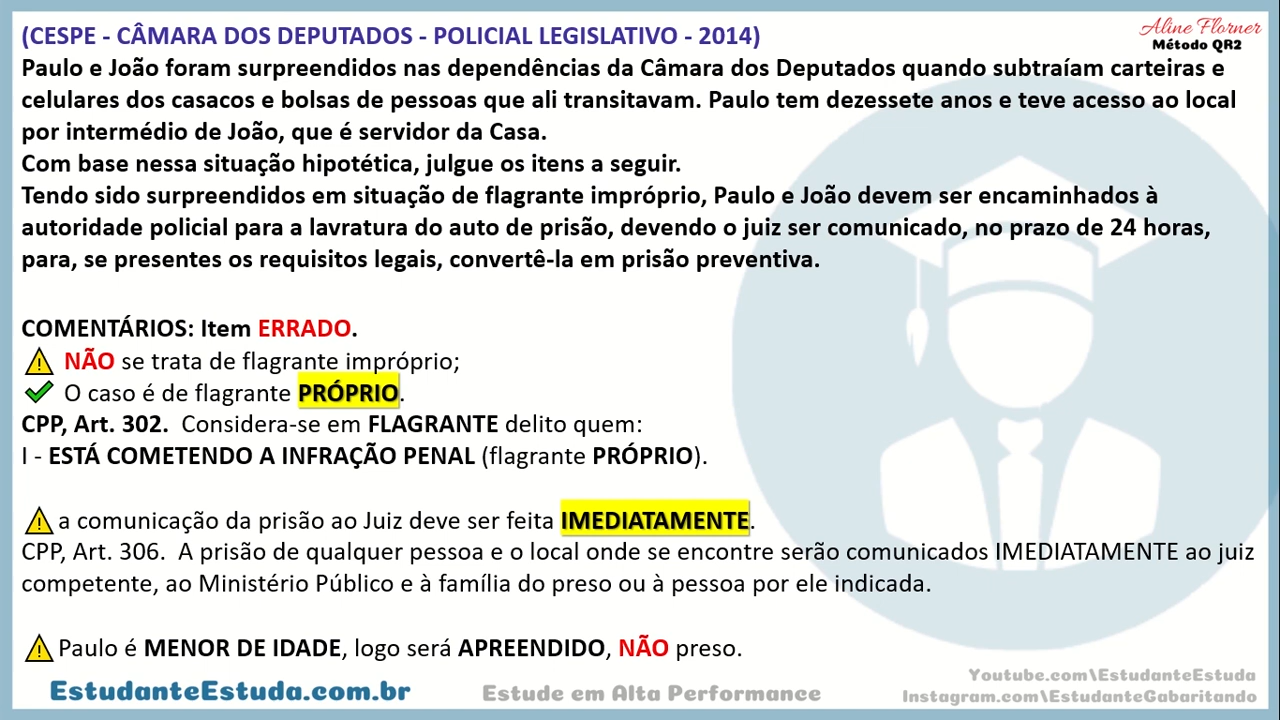 (CESPE - CÂMARA DOS DEPUTADOS - POLICIAL LEGISLATIVO - 2014)
Aline Florner
Método QR2
Paulo e João foram surpreendidos nas dependências da Câmara dos Deputados quando subtraíam carteiras e
celulares dos casacos e bolsas de pessoas que ali transitavam. Paulo tem dezessete anos e teve acesso ao local
por intermédio de João, que é servidor da Casa.
Com base nessa situação hipotética, julgue os itens a seguir.
Tendo sido surpreendidos em situação de flagrante impróprio, Paulo e João devem ser encaminhados à
autoridade policial para a lavratura do auto de prisão, devendo o juiz ser comunicado, no prazo de 24 horas,
para, se presentes os requisitos legais, convertê-la em prisão preventiva.
COMENTÁRIOS: Item ERRADO.
NÃO se trata de flagrante impróprio;
O caso é de flagrante PRÓPRIO.
CPP, Art. 302. Considera-se em FLAGRANTE delito quem:
I - ESTÁ COMETENDO A INFRAÇÃO PENAL (flagrante PRÓPRIO).
a comunicação da prisão ao Juiz deve ser feita IMEDIATAMENTE.
CPP, Art. 306. A prisão de qualquer pessoa e o local onde se encontre serão comunicados IMEDIATAMENTE ao juiz
competente, ao Ministério Público e à família do preso ou à pessoa por ele indicada.
Paulo é MENOR DE IDADE, logo será APREENDIDO, NÃO preso.
EstudanteEstuda.com.br
Estude em Alta Performance
Youtube.com\EstudanteEstuda
Instagram.com\EstudanteGabaritando